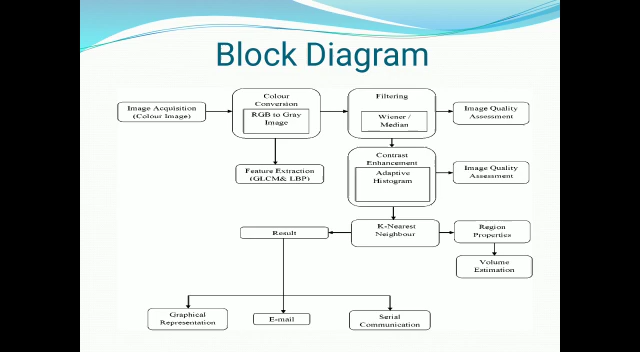 Block Diagram
Image Acquisition
(Colour Image)
Colour
Conversion
RGB to Gray
Image
Filtering
Wiener /
Median
Image Quality
Assessment
Feature Extraction
(GLCM& LBP)
Contrast
Enhancement
Adaptive
Histogram
Image Quality
Assessment
Result
K-Nearest
Neighbour
Region
Properties
Volume
Estimation
Graphical
Representation
E-mail
Serial
Communication